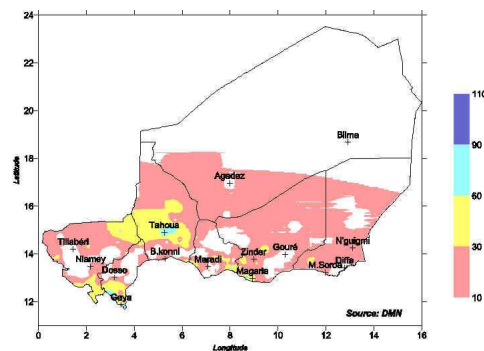 24
22
20
18
16
14
12
Latitude
0
2
4
6
8
10
12
14
16
Longitude
Bilma
Agadez
Tahoua
Tillabéri
Niamey
Dosso
B.konni
Maradi
Zinder
Gouré
N'guigmi
Diffa
M.Soroa
Magaria
Gaya
Source: DMN
110
90
60
30
10